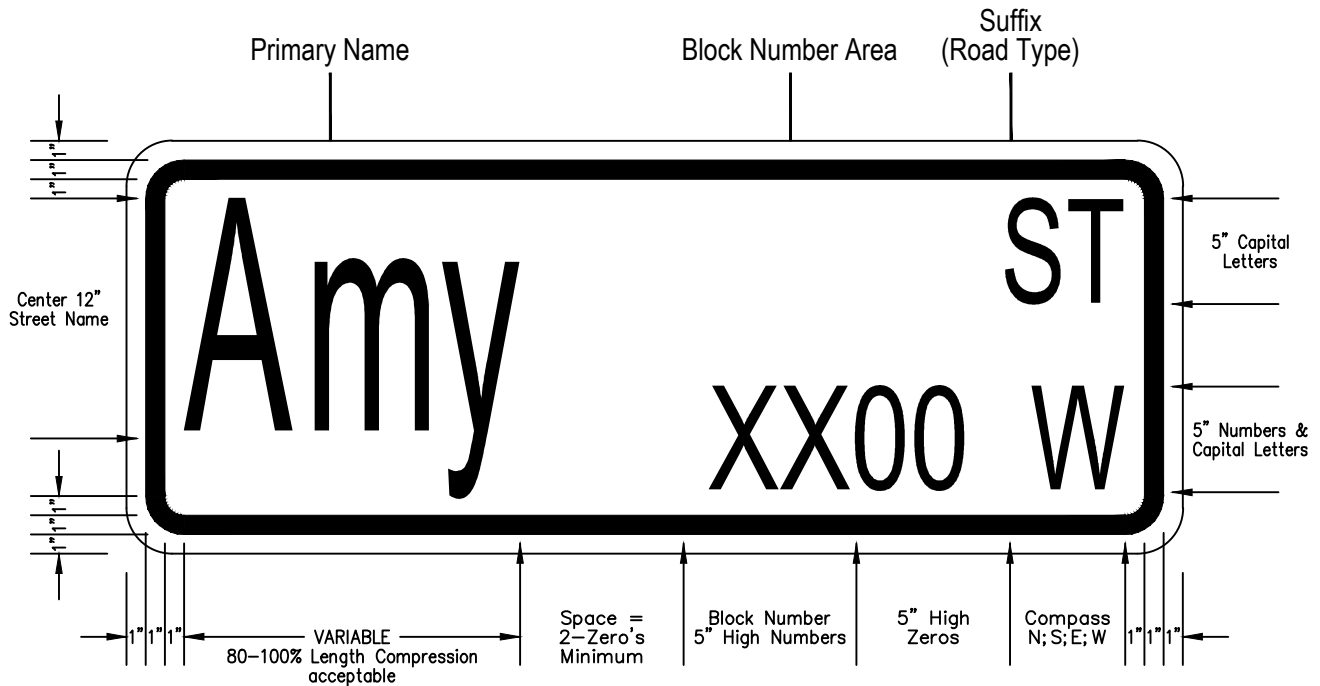 Suffix
Primary Name
Block Number Area
(Road Type)
1" 1" 1"
Amy
ST
5" Capital
Letters
Center 12"
Street Name
XX00 W
5" Numbers &
Capital Letters
1" 1" 1"
1" 1" 1"
VARIABLE
80-100% Length Compression
acceptable
Space =
2-Zero's
Minimum
Block Number
5" High Numbers
5" High
Zeros
Compass
N; S; E; W
1" 1" 1"